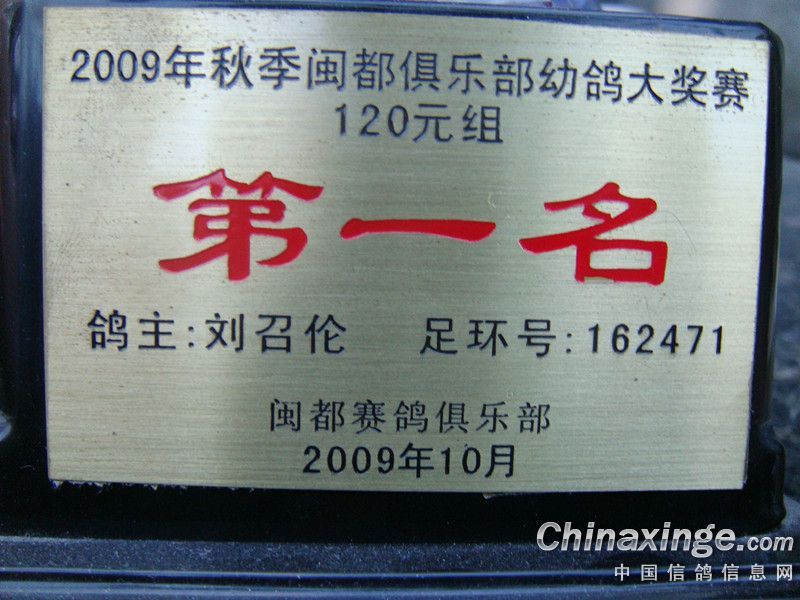 2009年秋季闽都俱乐部幼鸽大奖赛
120元组
第一名
鸽主:刘召伦 足环号:162471
闽都赛鸽俱乐部
2009年10月
Chinaxinge.com
中国信鸽信息网